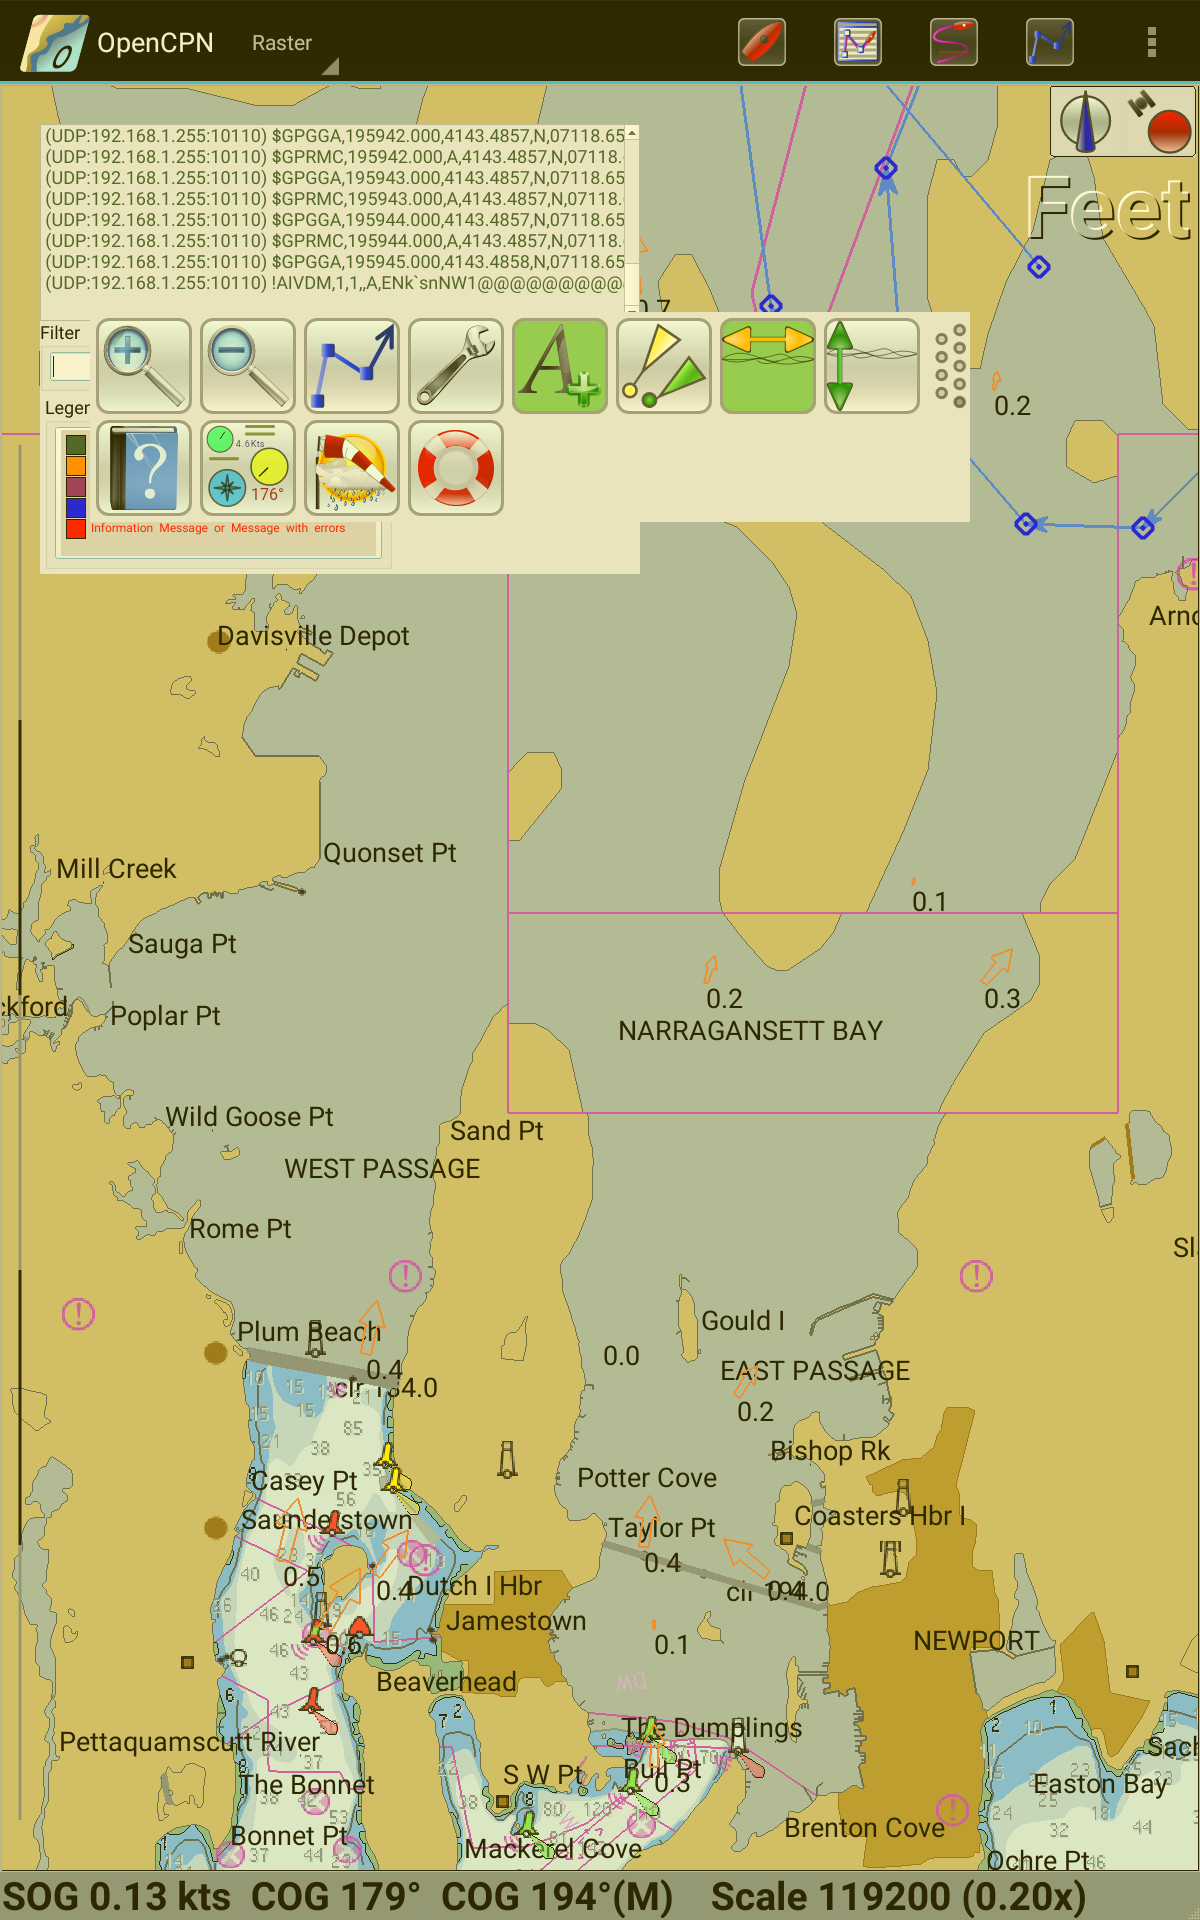 OpenCPN
Raster
(UDP:192.168.1.255:10110) $GPGGA,195942.000,4143.4857,N,07118.65
(UDP:192.168.1.255:10110) $GPRMC,195942.000,A,4143.4857,N,07118.
(UDP:192.168.1.255:10110) $GPGGA,195943.000,4143.4857,N,07118.65
(UDP:192.168.1.255:10110) $GPRMC,195943.000,A,4143.4857,N,07118.
(UDP:192.168.1.255:10110) $GPGGA,195944.000,4143.4857,N,07118.65
(UDP:192.168.1.255:10110) $GPRMC,195944.000,A,4143.4857,N,07118.
(UDP:192.168.1.255:10110) $GPGGA,195945.000,4143.4858,N,07118.65
(UDP:192.168.1.255:10110) !AIVDM,1,1,,A,ENk`snNW1@@@@@@@@@@
Feet
0.7
Filter
Leger
4.6Kts
176°
Information Message or Message with errors
0.2
Arno
Davisville Depot
Quonset Pt
Mill Creek
0.1
Sauga Pt
0.2
0.3
ckford
Poplar Pt
NARRAGANSETT BAY
Wild Goose Pt
Sand Pt
WEST PASSAGE
Rome Pt
Sl
Gould I
Plum Beach
0.0
0.4
EAST PASSAGE
0.2
Bishop Rk
Casey Pt
Potter Cove
Saunderstown
Taylor Pt
Coasters Hbr I
0.4
0.5
0.4
Dutch I Hbr
Jamestown
0.6
0.1
NEWPORT
Beaverhead
Pettaquamscutt River
The Dumplings
Bull Pt
0.3
S W Pt
The Bonnet
Easton Bay
Sach
Bonnet Pt
Mackerel Cove
Brenton Cove
Ochre Pt
SOG 0.13 kts COG 179° COG 194°(M) Scale 119200 (0.20x)